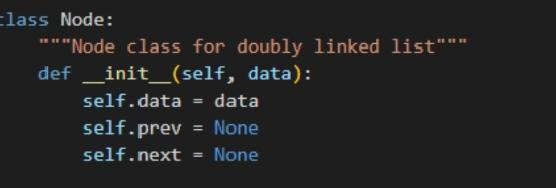 class Node:
    """Node class for doubly linked list"""
    def __init__(self, data):
        self.data = data
        self.prev = None
        self.next = None